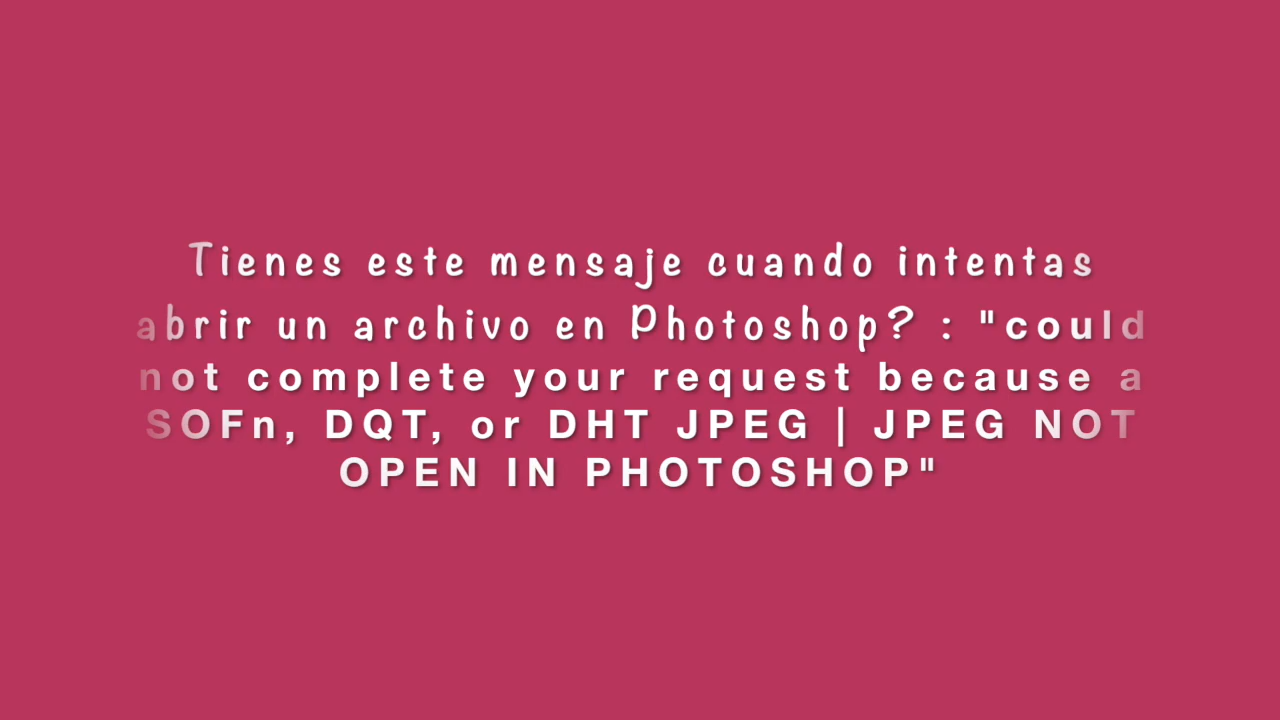 Tienes este mensaje cuando intentas
abrir un archivo en Photoshop? : "could
not complete your request because a
SOFn, DQT, or DHT JPEG | JPEG NOT
OPEN IN PHOTOSHOP"